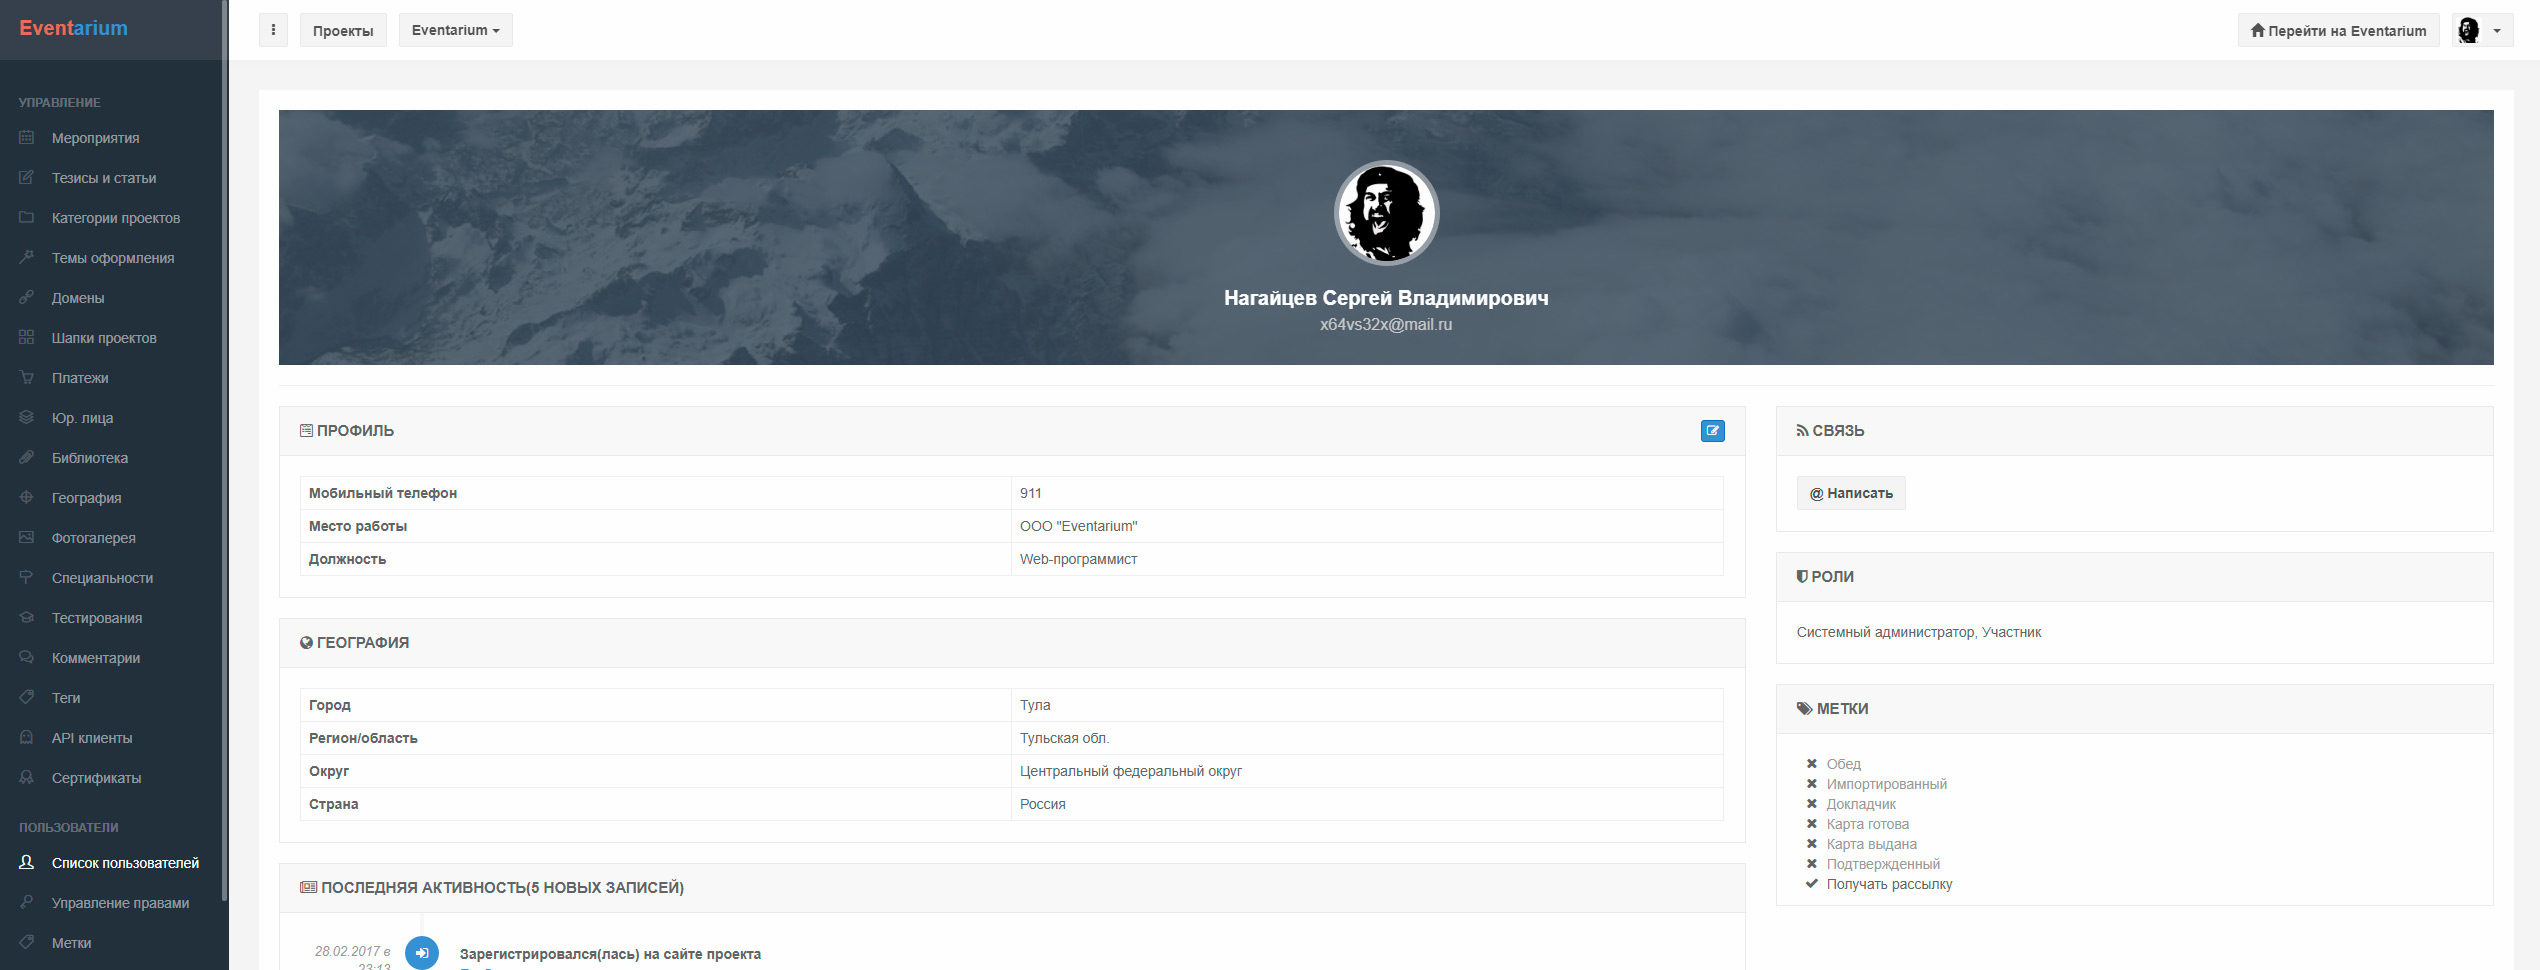 Eventarium
Проекты
Eventarium
Перейти на Eventarium
УПРАВЛЕНИЕ
Мероприятия
Тезисы и статьи
Категории проектов
Темы оформления
Домены
Шапки проектов
Платежи
Юр. лица
Библиотека
География
Фотогалерея
Специальности
Тестирования
Комментарии
Теги
API клиенты
Сертификаты
ПОЛЬЗОВАТЕЛИ
Список пользователей
Управление правами
Метки
Нагайцев Сергей Владимирович
x64vs32x@mail.ru
ПРОФИЛЬ
Мобильный телефон 911
Место работы ООО "Eventarium"
Должность Web-программист
ГЕОГРАФИЯ
Город Тула
Регион/область Тульская обл.
Округ Центральный федеральный округ
Страна Россия
ПОСЛЕДНЯЯ АКТИВНОСТЬ(5 НОВЫХ ЗАПИСЕЙ)
28.02.2017 в
23:13
Зарегистрировался(лась) на сайте проекта
СВЯЗЬ
@ Написать
РОЛИ
Системный администратор, Участник
МЕТКИ
Обед
Импортированный
Докладчик
Карта готова
Карта выдана
Подтвержденный
Получать рассылку